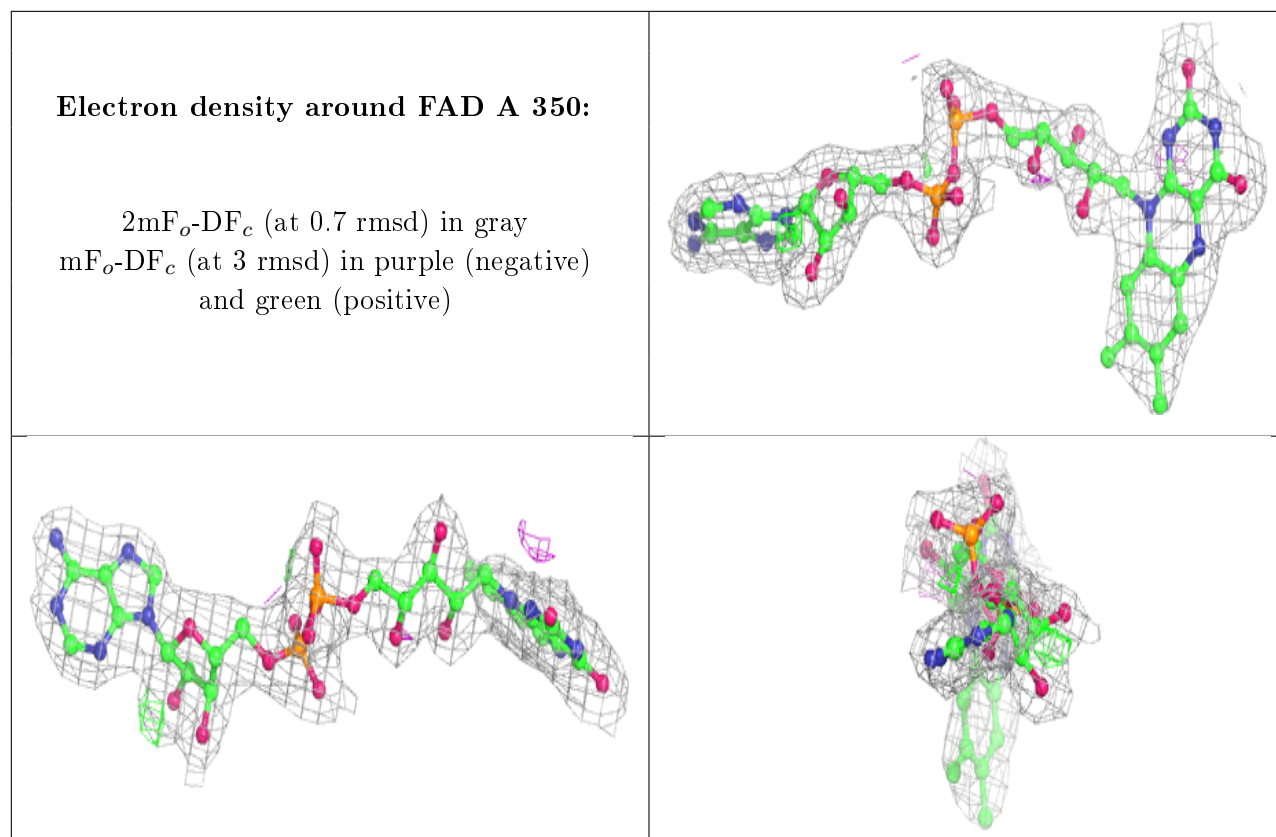 Electron density around FAD A 350:
2mFo-DFc (at 0.7 rmsd) in gray
mFo-DFc (at 3 rmsd) in purple (negative)
and green (positive)